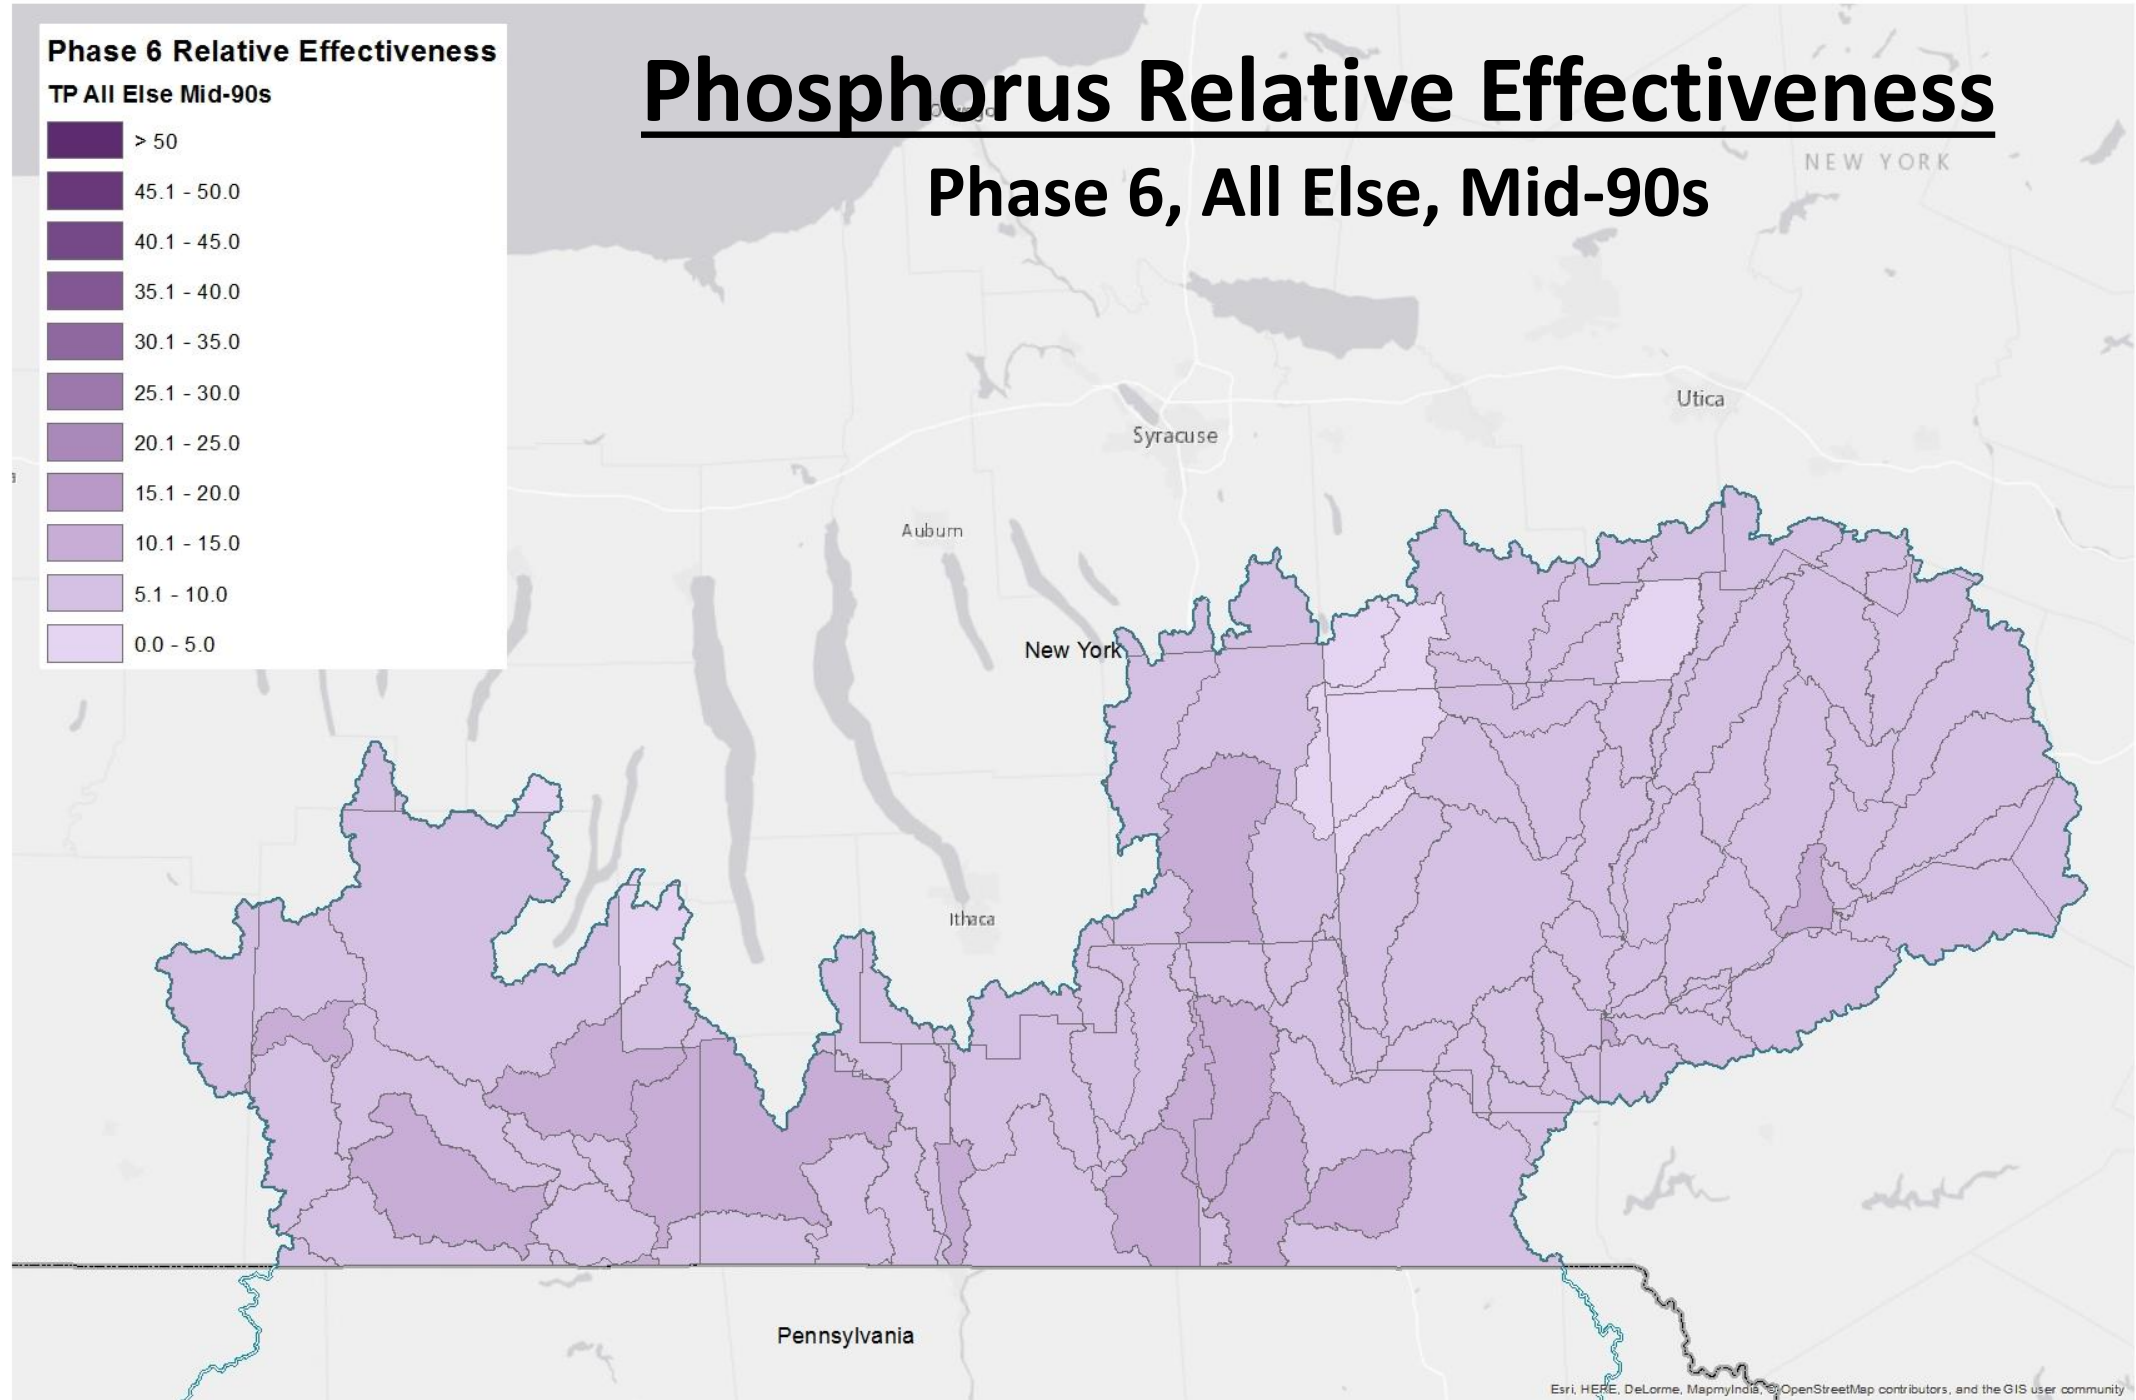 Phase 6 Relative Effectiveness
TP All Else Mid-90s
> 50
45.1 - 50.0
40.1 - 45.0
35.1 - 40.0
30.1 - 35.0
25.1 - 30.0
20.1 - 25.0
15.1 - 20.0
10.1 - 15.0
5.1 - 10.0
0.0 - 5.0
Phosphorus Relative Effectiveness
Phase 6, All Else, Mid-90s
NEW YORK
Utica
Syracuse
Auburn
New York
Ithaca
Pennsylvania
Esri, HERE, DeLorme, MapmyIndia, © OpenStreetMap contributors, and the GIS user community